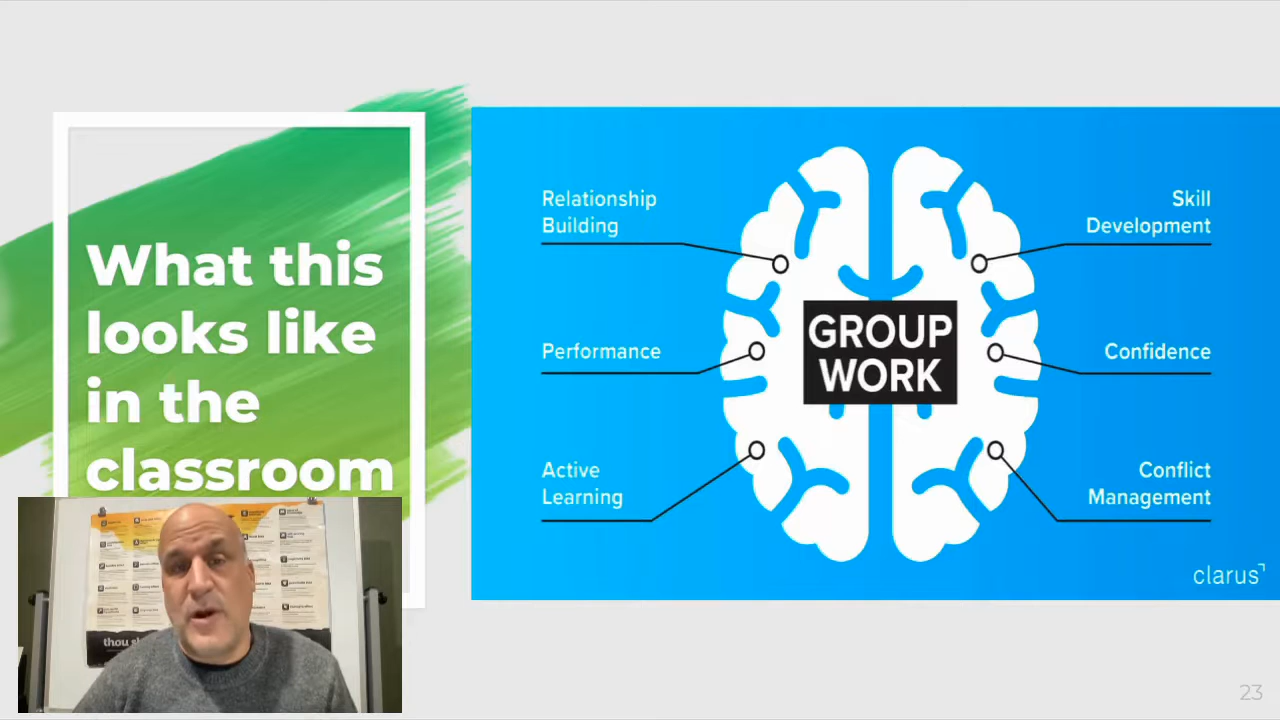 What this
looks like
in the
classroom
Relationship
Building
Performance
Active
Learning
GROUP
WORK
Skill
Development
Confidence
Conflict
Management
clarus
thou
23